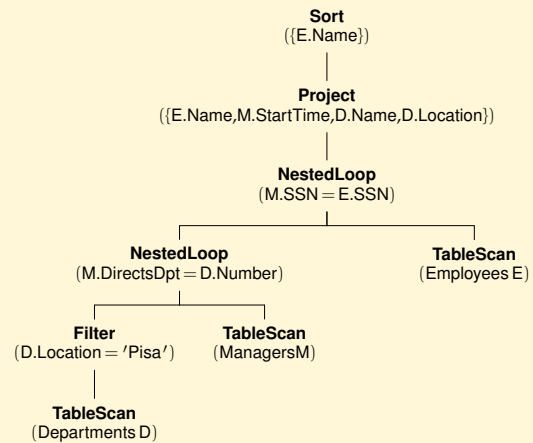 Sort
({E.Name})
Project
({E.Name,M.StartTime,D.Name,D.Location})
NestedLoop
(M.SSN = E.SSN)
NestedLoop
(M.DirectsDpt = D.Number)
TableScan
(Employees E)
Filter
(D.Location = ′Pisa′)
TableScan
(ManagersM)
TableScan
(Departments D)